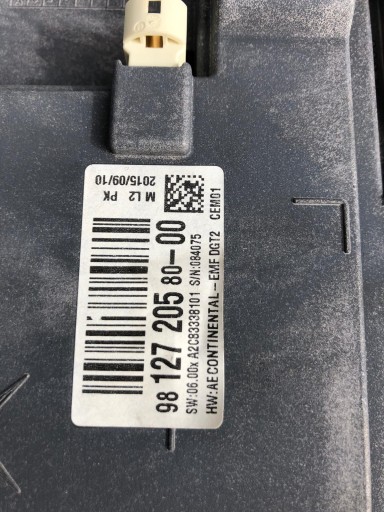 M L2 PK
2015/09/10
98 127 205 80-00
SW:06.00x A2C83338101 S/N:084075
HW:AE CONTINENTAL-EMF DGT2 CEM01